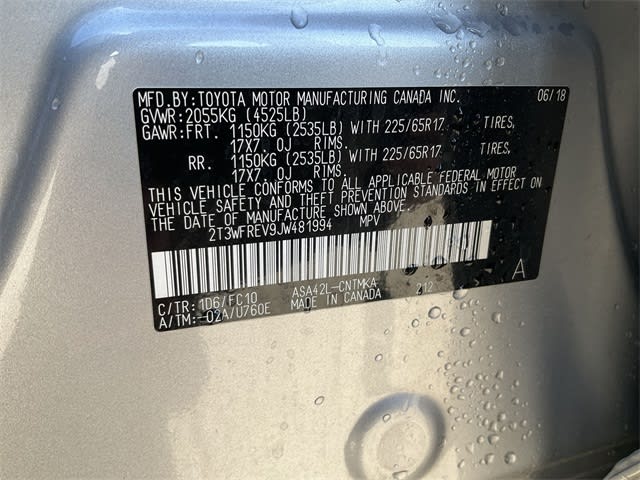 MFD.BY:TOYOTA MOTOR MANUFACTURING CANADA INC. 06/18
GVWR:2055KG (4525LB)
GAWR:FRT. 1150KG (2535LB) WITH 225/65R17 TIRES,
17X7.0J RIMS.
RR. 1150KG (2535LB) WITH 225/65R17 TIRES,
17X7.0J RIMS.
THIS VEHICLE CONFORMS TO ALL APPLICABLE FEDERAL MOTOR
VEHICLE SAFETY AND THEFT PREVENTION STANDARDS IN EFFECT ON
THE DATE OF MANUFACTURE SHOWN ABOVE.
2T3WFREV9JW481994 MPV
C/TR:1D6/FC10 ASA42L-CNTMKA 212 A
A/TM:-02A/U760E MADE IN CANADA